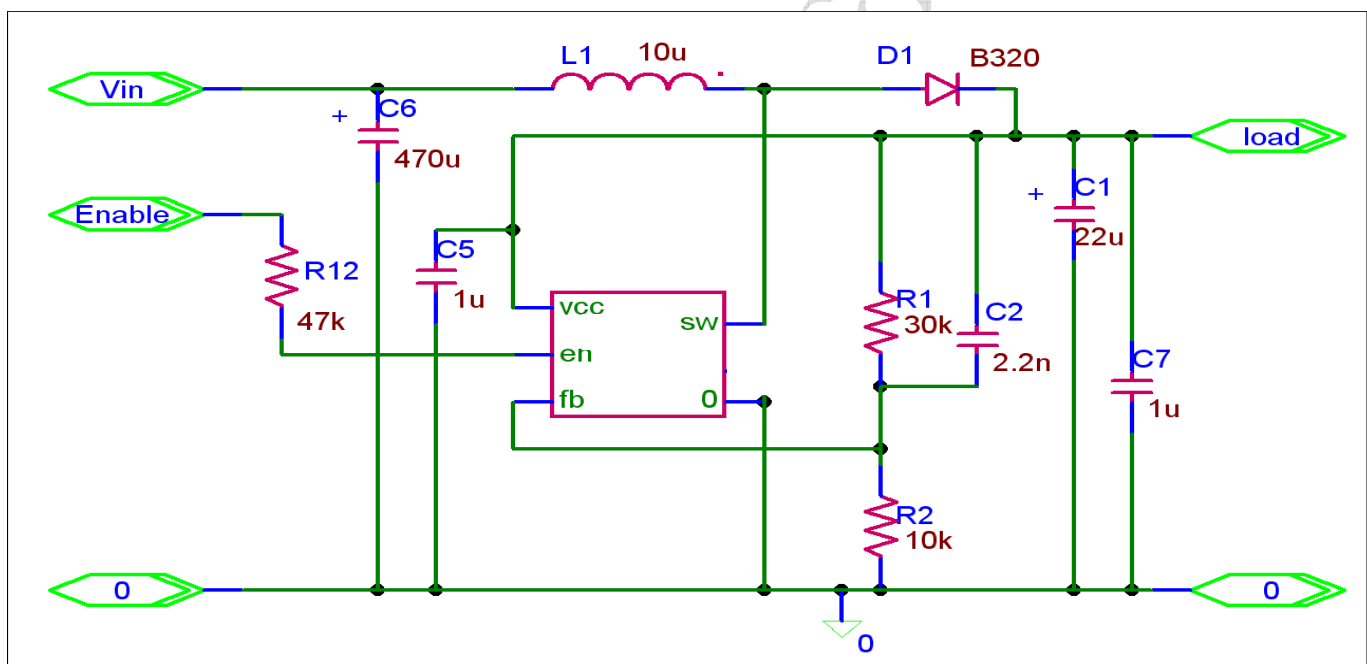 L1 10u D1 B320
Vin
+ C6
470u
load
+ C1
22u
Enable
C5
1u
R12
47k
vcc
sw
en
fb 0
R1
30k
C2
2.2n
C7
1u
R2
10k
0 0
0